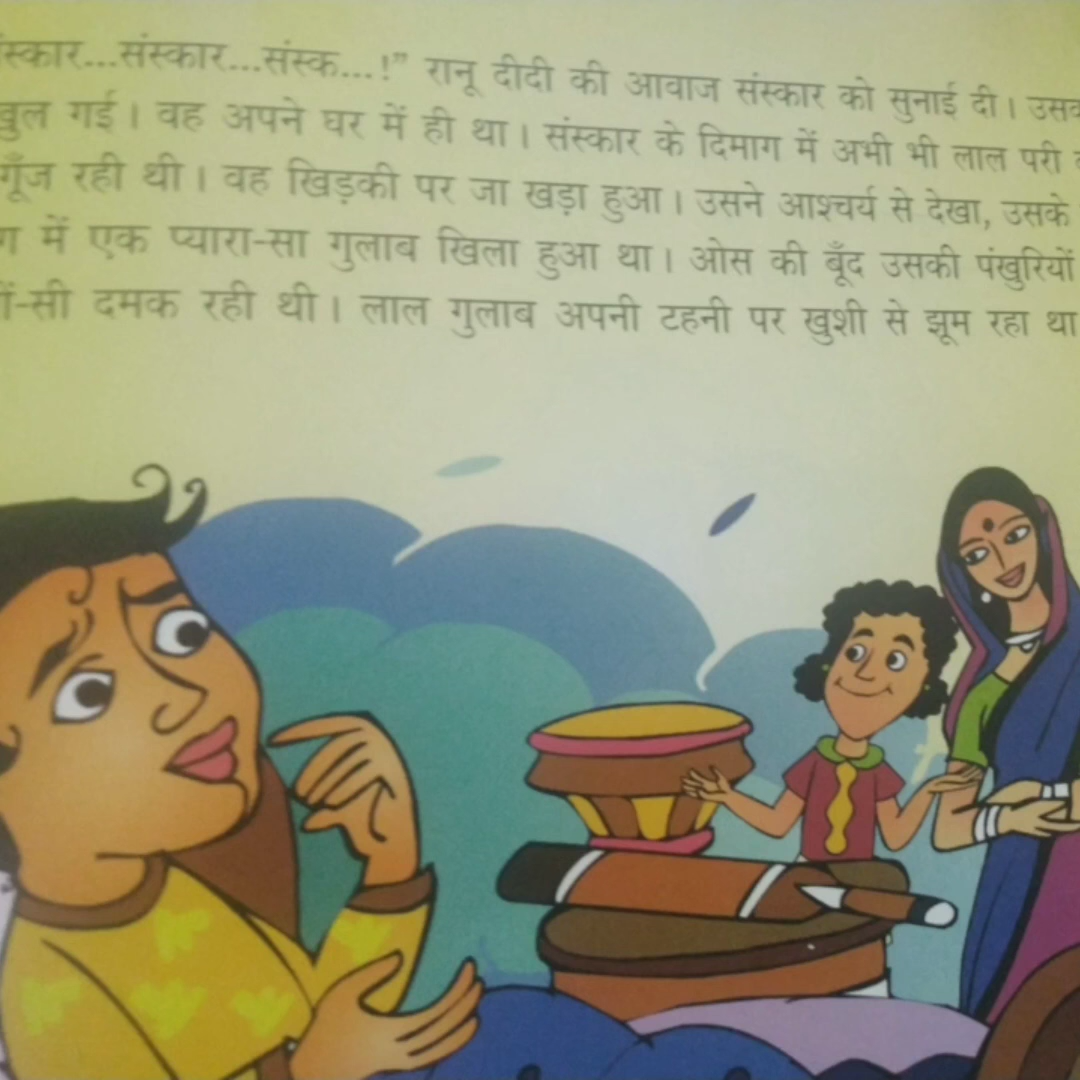 स्कार...संस्कार...संस्क...!” रानू दीदी की आवाज संस्कार को सुनाई दी। उसक
खुल गई। वह अपने घर में ही था। संस्कार के दिमाग में अभी भी लाल परी
गूँज रही थी। वह खिड़की पर जा खड़ा हुआ। उसने आश्चर्य से देखा, उसके
में एक प्यारा-सा गुलाब खिला हुआ था। ओस की बूँद उसकी पंखुरियों
-सी दमक रही थी। लाल गुलाब अपनी टहनी पर खुशी से झूम रहा था